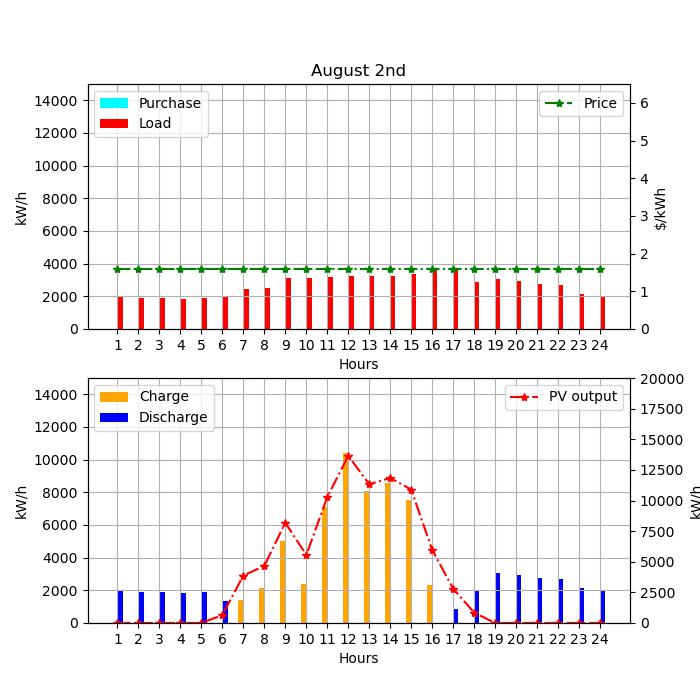 August 2nd
Purchase
Load
Price
14000
12000
10000
8000
6000
4000
2000
0
kW/h
6
5
4
3
2
1
0
$/kWh
1 2 3 4 5 6 7 8 9 10 11 12 13 14 15 16 17 18 19 20 21 22 23 24
Hours
Charge
Discharge
PV output
14000
12000
10000
8000
6000
4000
2000
0
kW/h
20000
17500
15000
12500
10000
7500
5000
2500
0
kW/h
1 2 3 4 5 6 7 8 9 10 11 12 13 14 15 16 17 18 19 20 21 22 23 24
Hours